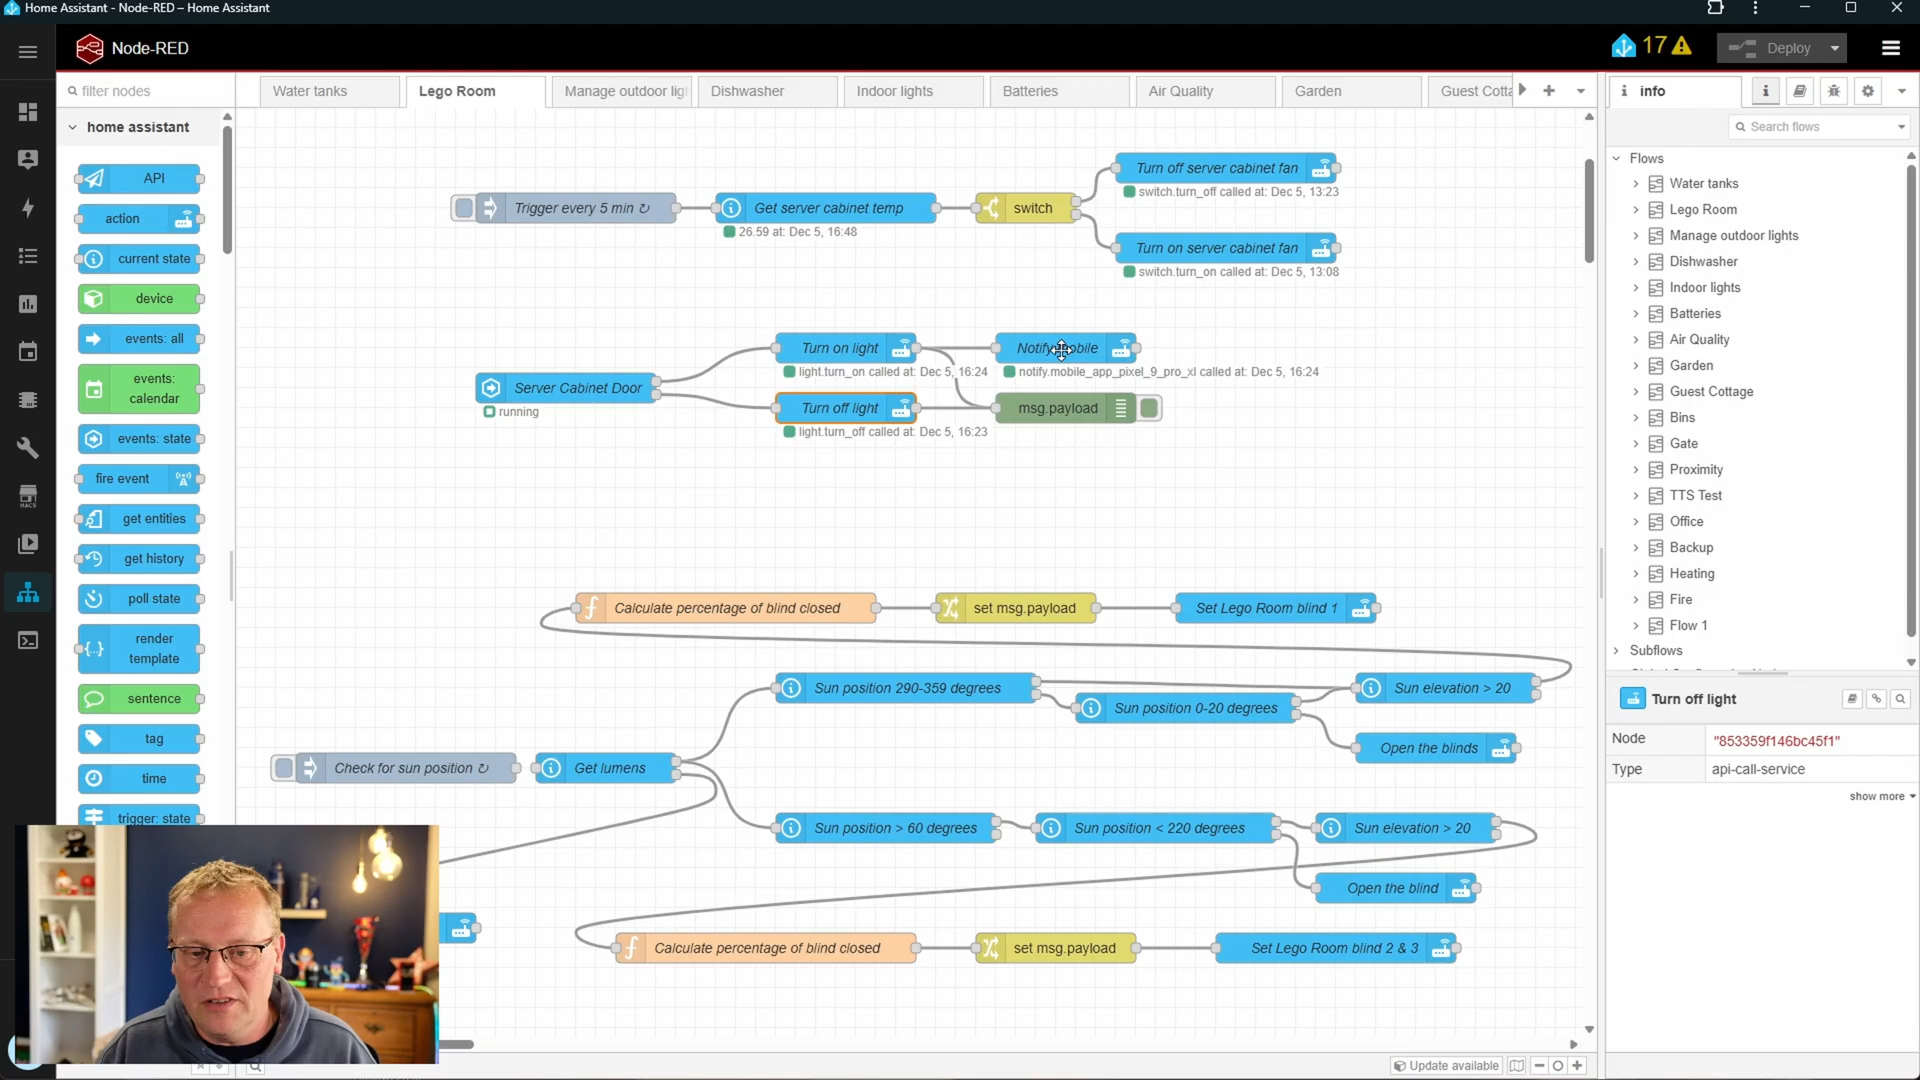 Home Assistant - Node-RED – Home Assistant
Node-RED
17
Deploy
filter nodes
Water tanks
Lego Room
Manage outdoor lig
Dishwasher
Indoor lights
Batteries
Air Quality
Garden
Guest Cotta
info
Search flows
home assistant
API
action
current state
device
events: all
events:
calendar
events: state
fire event
get entities
get history
poll state
render
template
sentence
tag
time
trigger: state
HACS
Trigger every 5 min ↻
Get server cabinet temp
26.59 at: Dec 5, 16:48
switch
Turn off server cabinet fan
switch.turn_off called at: Dec 5, 13:23
Turn on server cabinet fan
switch.turn_on called at: Dec 5, 13:08
Server Cabinet Door
running
Turn on light
light.turn_on called at: Dec 5, 16:24
Notify mobile
notify.mobile_app_pixel_9_pro_xl called at: Dec 5, 16:24
Turn off light
light.turn_off called at: Dec 5, 16:23
msg.payload
Calculate percentage of blind closed
set msg.payload
Set Lego Room blind 1
Sun position 290-359 degrees
Sun position 0-20 degrees
Sun elevation > 20
Open the blinds
Check for sun position ↻
Get lumens
Sun position > 60 degrees
Sun position < 220 degrees
Sun elevation > 20
Open the blind
Calculate percentage of blind closed
set msg.payload
Set Lego Room blind 2 & 3
Flows
Water tanks
Lego Room
Manage outdoor lights
Dishwasher
Indoor lights
Batteries
Air Quality
Garden
Guest Cottage
Bins
Gate
Proximity
TTS Test
Office
Backup
Heating
Fire
Flow 1
Subflows
Turn off light
Node
"853359f146bc45f1"
Type
api-call-service
show more
Update available